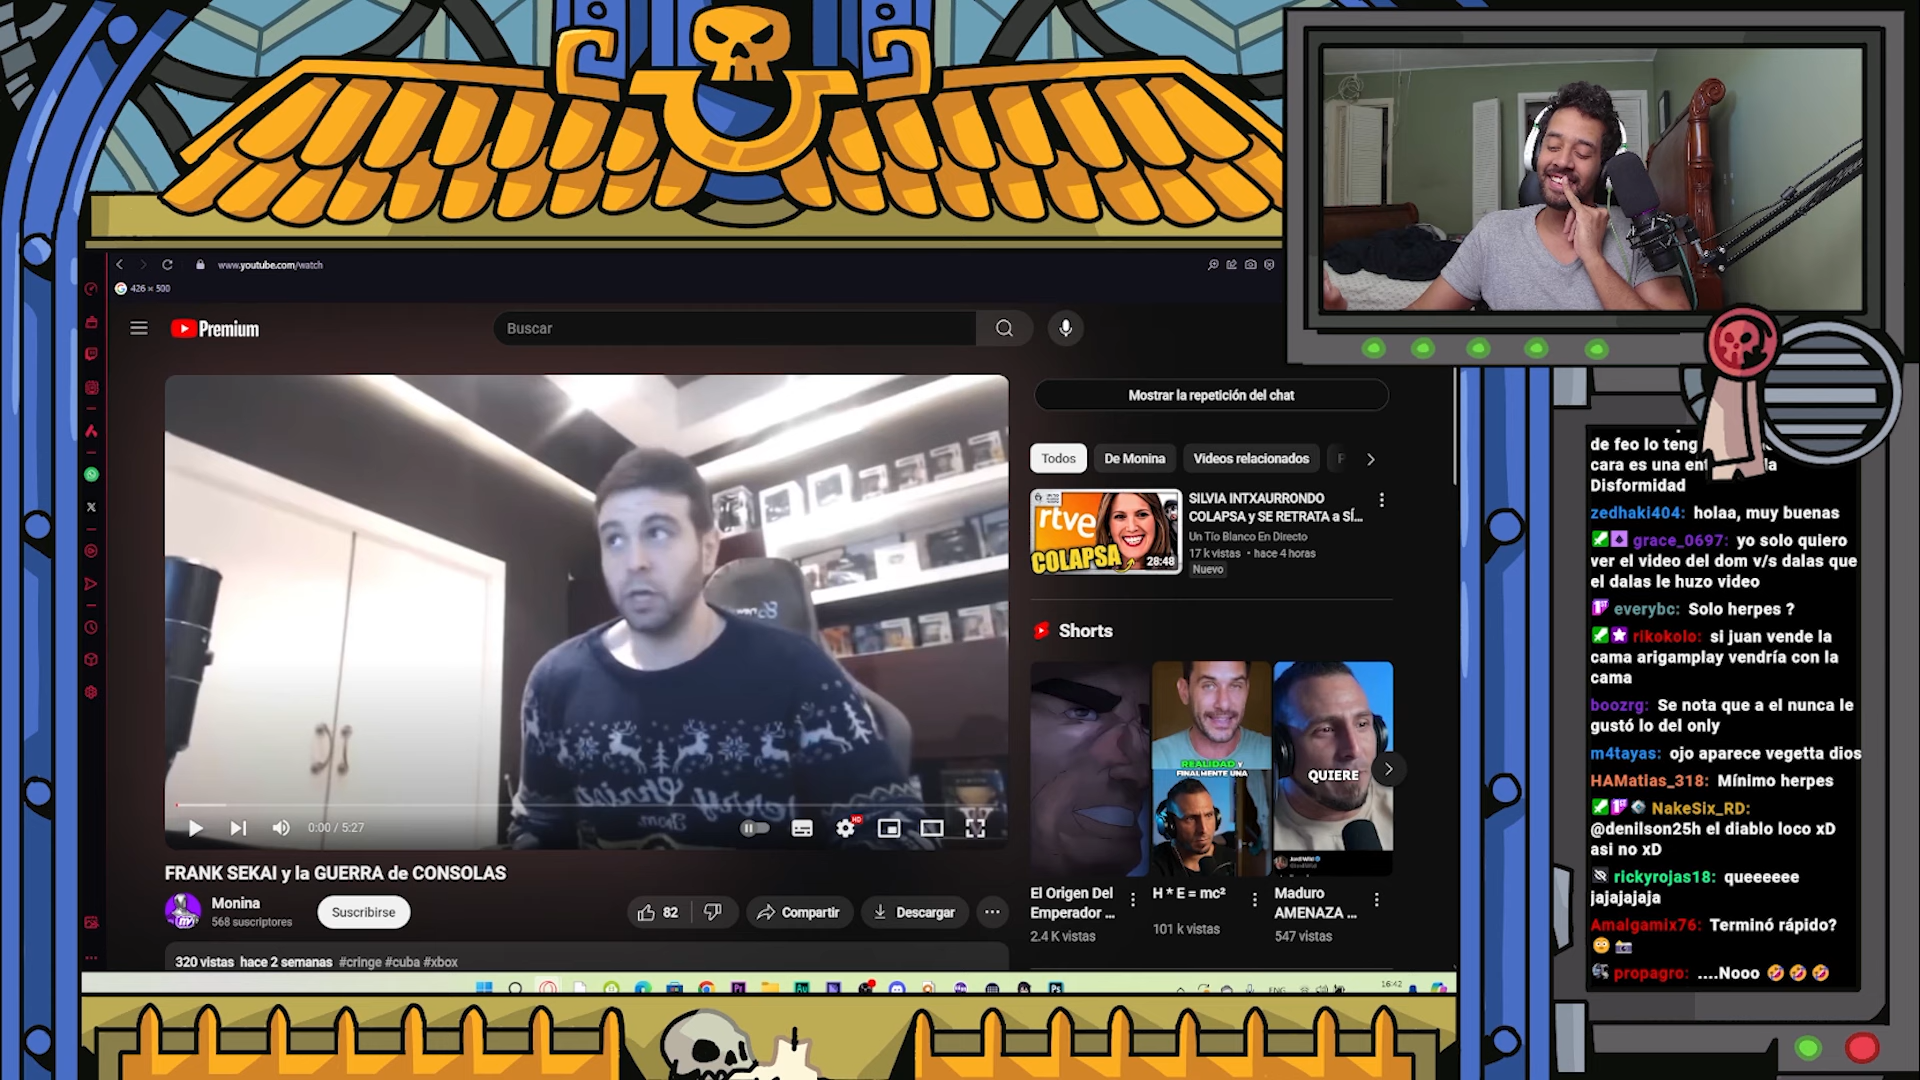 www.youtube.com/watch
426 × 500
Premium
Buscar
Mostrar la repetición del chat
Todos
De Monina
Videos relacionados
rtve
COLAPSA
28:48
SILVIA INTXAURRONDO
COLAPSA y SE RETRATA a SÍ...
Un Tío Blanco En Directo
17 k vistas • hace 4 horas
Nuevo
Shorts
REALIDAD y
FINALMENTE UNA
QUIERE
El Origen Del
Emperador ...
2.4 K vistas
H * E = mc²
101 k vistas
Maduro
AMENAZA ...
547 vistas
0:00 / 5:27
HD
FRANK SEKAI y la GUERRA de CONSOLAS
Monina
568 suscriptores
Suscribirse
82
Compartir
Descargar
320 vistas hace 2 semanas #cringe #cuba #xbox
ENG
16:42
de feo lo teng
cara es una
Disformidad
zedhaki404: holaa, muy buenas
grace_0697: yo solo quiero
ver el video del dom v/s dalas que
el dalas le huzo video
everybc: Solo herpes ?
rikokolo: si juan vende la
cama arigamplay vendría con la
cama
boozrg: Se nota que a el nunca le
gustó lo del only
m4tayas: ojo aparece vegetta dios
HAMatias_318: Mínimo herpes
NakeSix_RD:
@denilson25h el diablo loco xD
asi no xD
rickyrojas18: queeeeee
jajajajaja
Amalgamix76: Terminó rápido?
😳 📷
propagro: ....Nooo 🤣 🤣 🤣